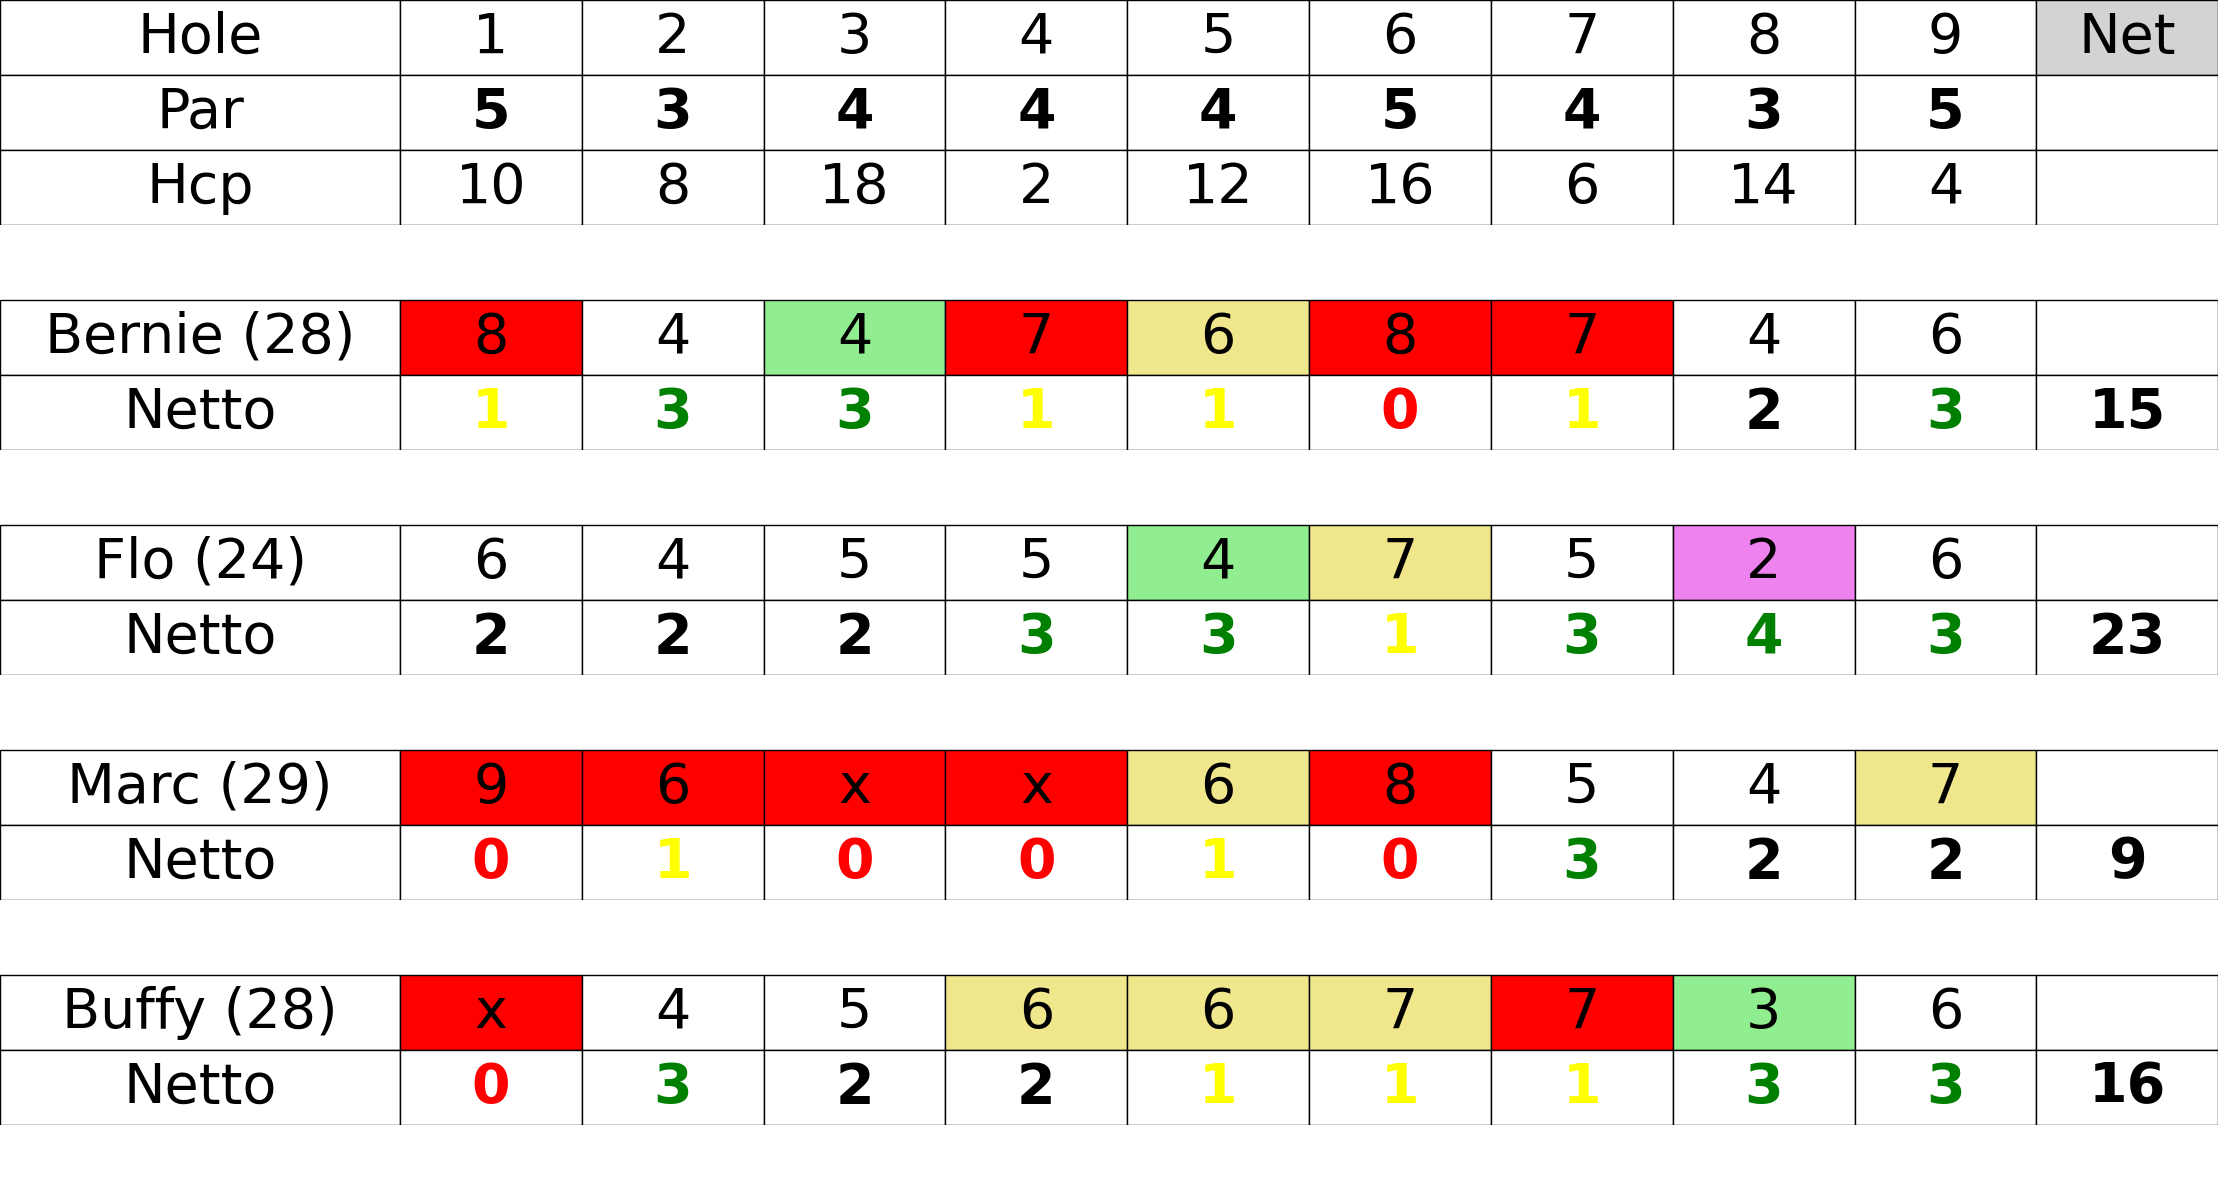 Hole 1 2 3 4 5 6 7 8 9 Net
Par 5 3 4 4 4 5 4 3 5
Hcp 10 8 18 2 12 16 6 14 4
Bernie (28) 8 4 4 7 6 8 7 4 6
Netto 1 3 3 1 1 0 1 2 3 15
Flo (24) 6 4 5 5 4 7 5 2 6
Netto 2 2 2 3 3 1 3 4 3 23
Marc (29) 9 6 x x 6 8 5 4 7
Netto 0 1 0 0 1 0 3 2 2 9
Buffy (28) x 4 5 6 6 7 7 3 6
Netto 0 3 2 2 1 1 1 3 3 16